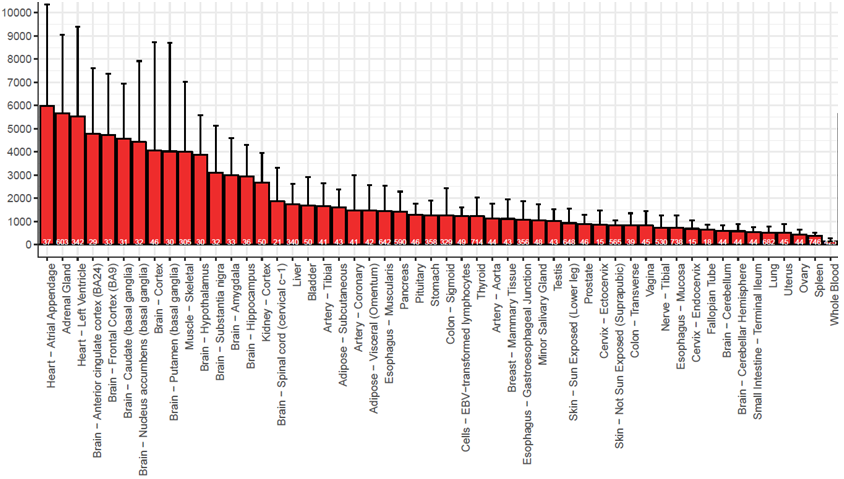 10000
9000
8000
7000
6000
5000
4000
3000
2000
1000
0
37 603 342 29 33 31 32 46 30 305 30 32 33 36 50 21 340 50 41 43 41 42 642 590 46 358 329 49 714 44 43 356 48 43 648 46 15 565 39 45 530 738 15 18 44 44 44 682 45 44 746
Heart – Atrial Appendage
Adrenal Gland
Heart – Left Ventricle
Brain – Anterior cingulate cortex (BA24)
Brain – Frontal Cortex (BA9)
Brain – Caudate (basal ganglia)
Brain – Nucleus accumbens (basal ganglia)
Brain – Cortex
Brain – Putamen (basal ganglia)
Muscle – Skeletal
Brain – Hypothalamus
Brain – Substantia nigra
Brain – Amygdala
Brain – Hippocampus
Kidney – Cortex
Brain – Spinal cord (cervical c–1)
Liver
Bladder
Artery – Tibial
Adipose – Subcutaneous
Artery – Coronary
Adipose – Visceral (Omentum)
Esophagus – Muscularis
Pancreas
Pituitary
Stomach
Colon – Sigmoid
Cells – EBV–transformed lymphocytes
Thyroid
Artery – Aorta
Breast – Mammary Tissue
Esophagus – Gastroesophageal Junction
Minor Salivary Gland
Testis
Skin – Sun Exposed (Lower leg)
Prostate
Cervix – Ectocervix
Skin – Not Sun Exposed (Suprapubic)
Colon – Transverse
Vagina
Nerve – Tibial
Esophagus – Mucosa
Cervix – Endocervix
Fallopian Tube
Brain – Cerebellum
Brain – Cerebellar Hemisphere
Small Intestine – Terminal Ileum
Lung
Uterus
Ovary
Spleen
Whole Blood